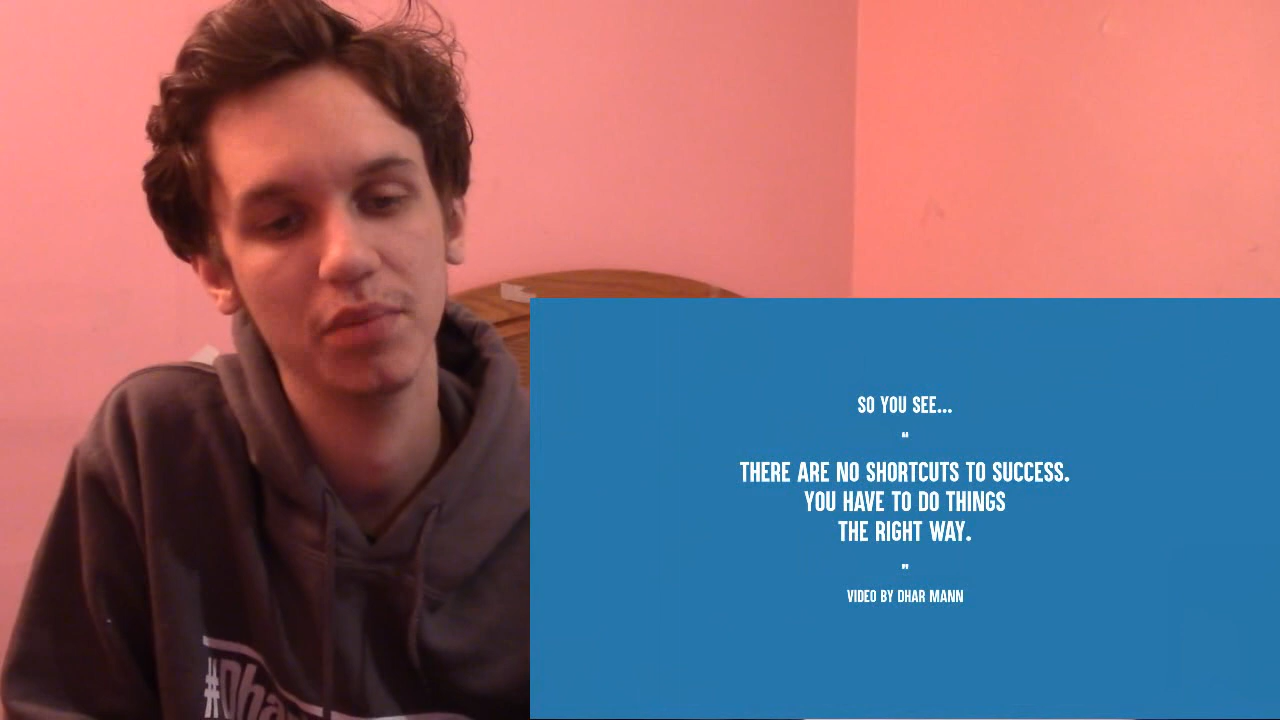 SO YOU SEE...
"
THERE ARE NO SHORTCUTS TO SUCCESS.
YOU HAVE TO DO THINGS
THE RIGHT WAY.
"
VIDEO BY DHAR MANN
#Dhar